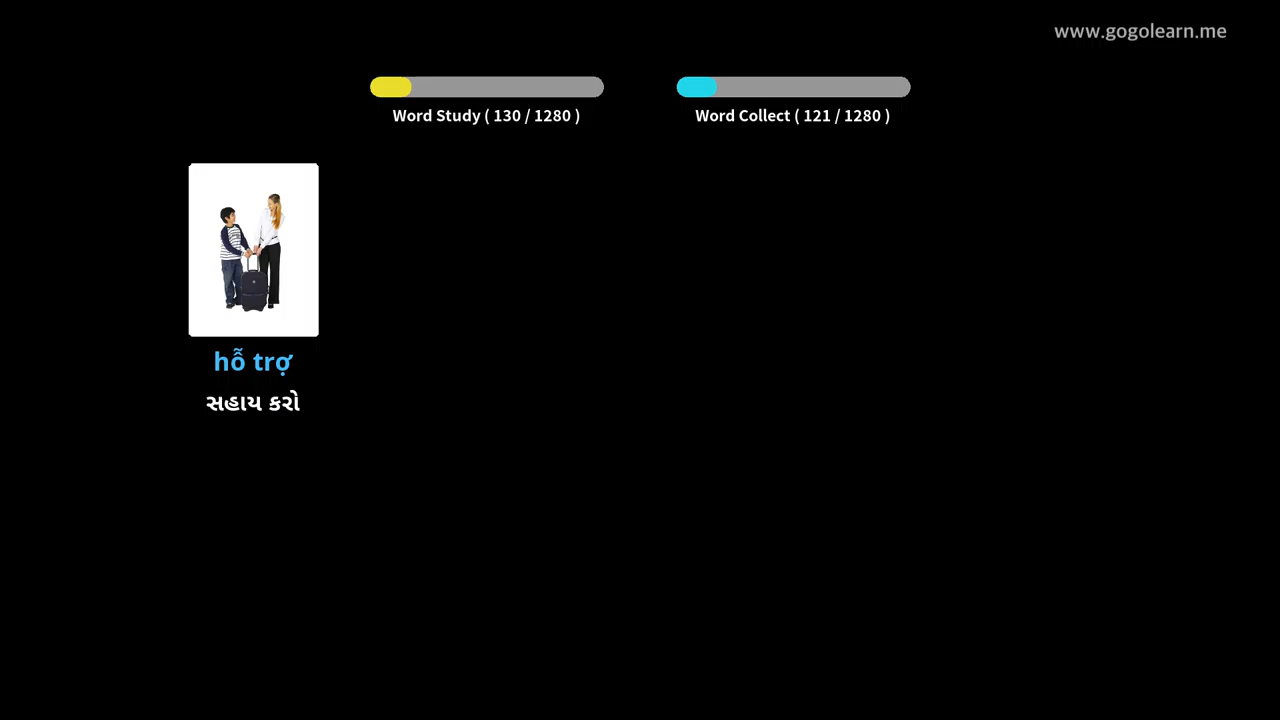 www.gogolearn.me
Word Study ( 130 / 1280 )
Word Collect ( 121 / 1280 )
hỗ trợ
સહાય કરો